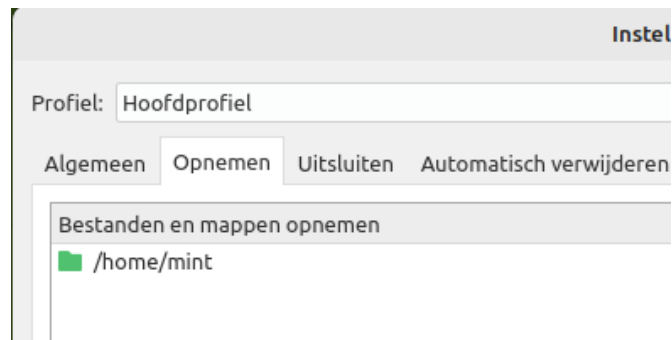 Instel
Profiel: Hoofdprofiel
Algemeen Opnemen Uitsluiten Automatisch verwijderen
Bestanden en mappen opnemen
/home/mint